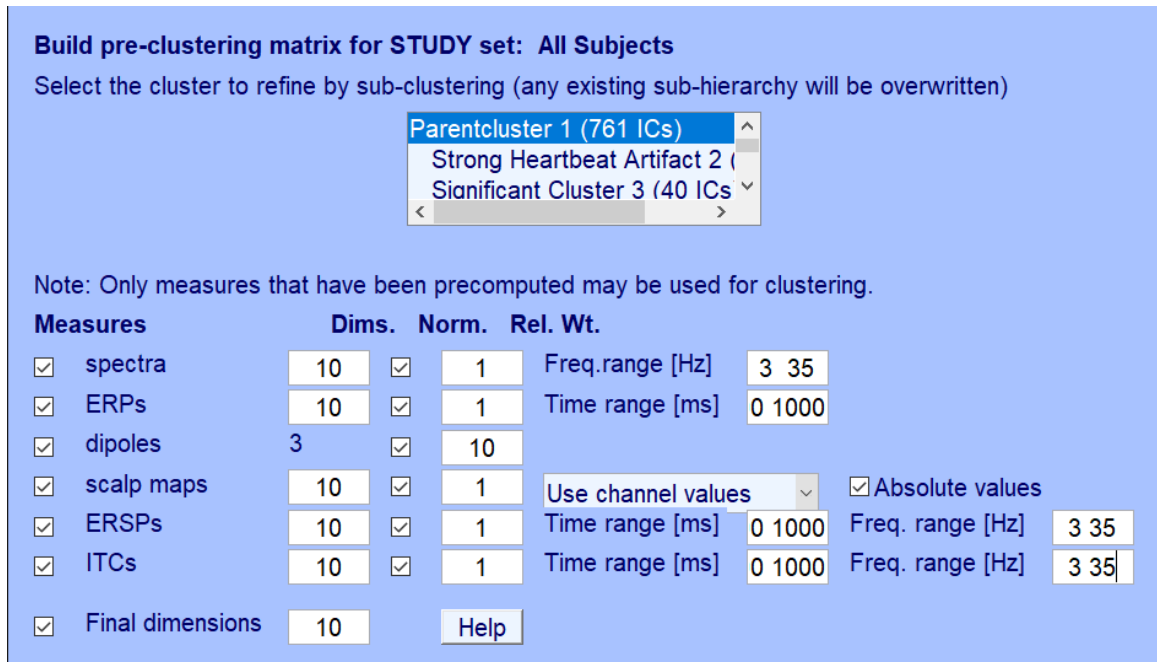 Build pre-clustering matrix for STUDY set: All Subjects
Select the cluster to refine by sub-clustering (any existing sub-hierarchy will be overwritten)
Parentcluster 1 (761 ICs)
Strong Heartbeat Artifact 2 (
Significant Cluster 3 (40 ICs
Note: Only measures that have been precomputed may be used for clustering.
Measures Dims. Norm. Rel. Wt.
spectra 10 1 Freq.range [Hz] 3 35
ERPs 10 1 Time range [ms] 0 1000
dipoles 3 10
scalp maps 10 1 Use channel values Absolute values
ERSPs 10 1 Time range [ms] 0 1000 Freq. range [Hz] 3 35
ITCs 10 1 Time range [ms] 0 1000 Freq. range [Hz] 3 35
Final dimensions 10 Help